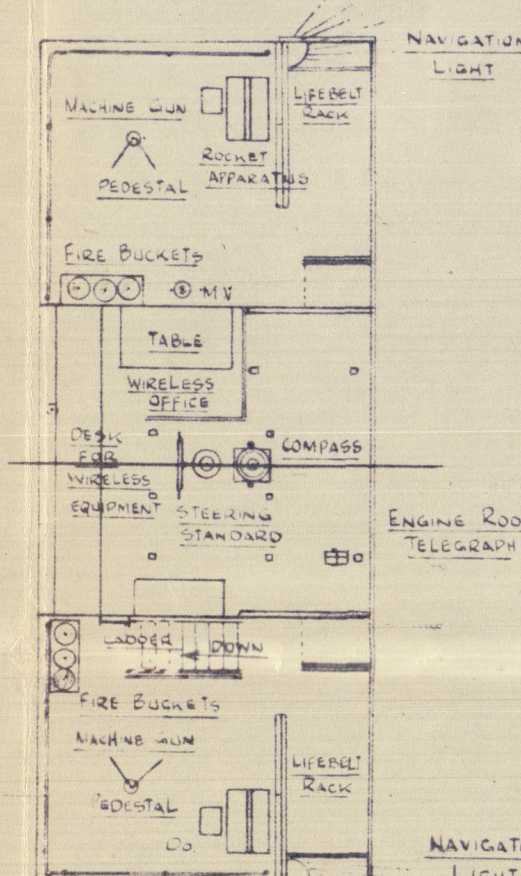 NAVIGATION
LIGHT
LIFEBELT
RACK
MACHINE GUN
PEDESTAL
ROCKET
APPARATUS
FIRE BUCKETS
MV
TABLE
WIRELESS
OFFICE
DESK
FOR
WIRELESS
EQUIPMENT
COMPASS
STEERING
STANDARD
ENGINE ROO
TELEGRAPH
LADDER
DOWN
FIRE BUCKETS
MACHINE GUN
PEDESTAL
LIFEBELT
RACK
Do.
NAVIGAT
LIGHT